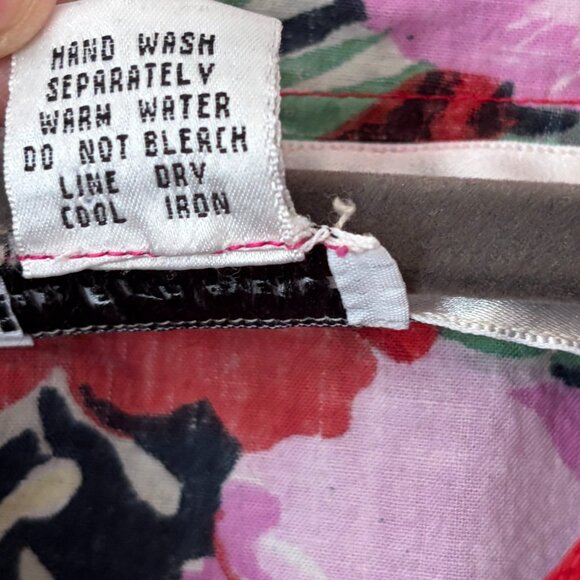 HAND WASH
SEPARATELY
WARM WATER
DO NOT BLEACH
LINE DRY
COOL IRON